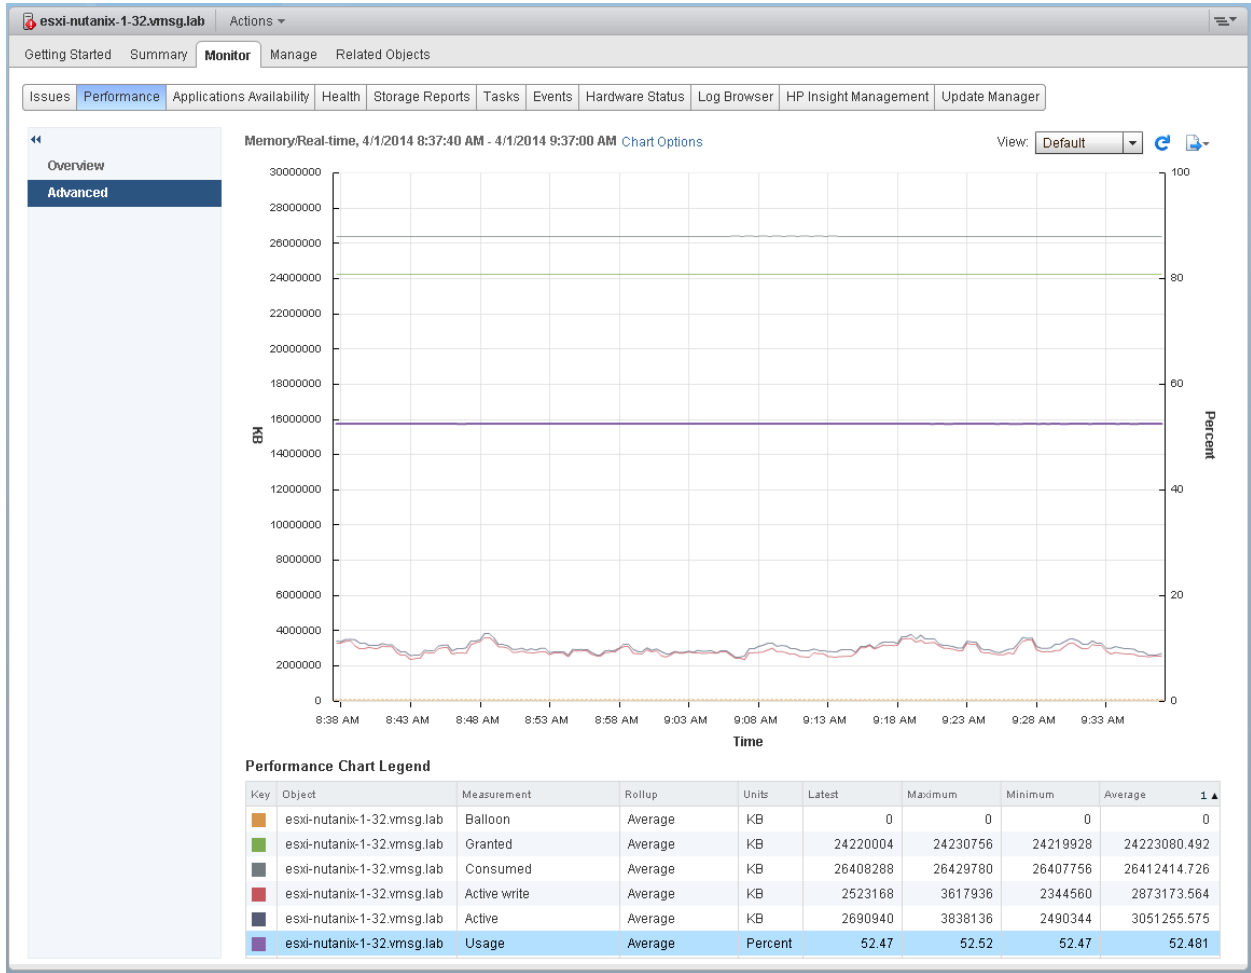 esxi-nutanix-1-32.vmsg.lab Actions
Getting Started Summary Monitor Manage Related Objects
Issues Performance Applications Availability Health Storage Reports Tasks Events Hardware Status Log Browser HP Insight Management Update Manager
Overview
Advanced
Memory/Real-time, 4/1/2014 8:37:40 AM - 4/1/2014 9:37:00 AM Chart Options View: Default
30000000 100
28000000
26000000
24000000 80
22000000
20000000
18000000 60
16000000
KB
Percent
14000000
12000000 40
10000000
8000000
6000000 20
4000000
2000000
0 0
8:38 AM 8:43 AM 8:48 AM 8:53 AM 8:58 AM 9:03 AM 9:08 AM 9:13 AM 9:18 AM 9:23 AM 9:28 AM 9:33 AM
Time
Performance Chart Legend
Key Object Measurement Rollup Units Latest Maximum Minimum Average 1 ▲
esxi-nutanix-1-32.vmsg.lab Balloon Average KB 0 0 0 0
esxi-nutanix-1-32.vmsg.lab Granted Average KB 24220004 24230756 24219928 24223080.492
esxi-nutanix-1-32.vmsg.lab Consumed Average KB 26408288 26429780 26407756 26412414.726
esxi-nutanix-1-32.vmsg.lab Active write Average KB 2523168 3617936 2344560 2873173.564
esxi-nutanix-1-32.vmsg.lab Active Average KB 2690940 3838136 2490344 3051255.575
esxi-nutanix-1-32.vmsg.lab Usage Average Percent 52.47 52.52 52.47 52.481